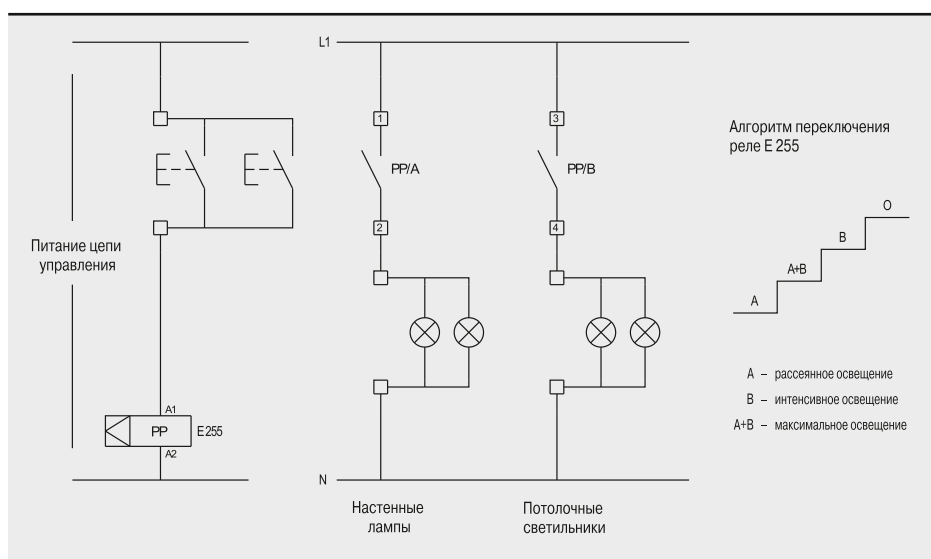 L1
1
3
Алгоритм переключения
реле E 255
PP/A
PP/B
O
2
4
B
Питание цепи
управления
A+B
A
A – рассеянное освещение
B – интенсивное освещение
A+B – максимальное освещение
A1
PP
E 255
A2
N
Настенные
лампы
Потолочные
светильники